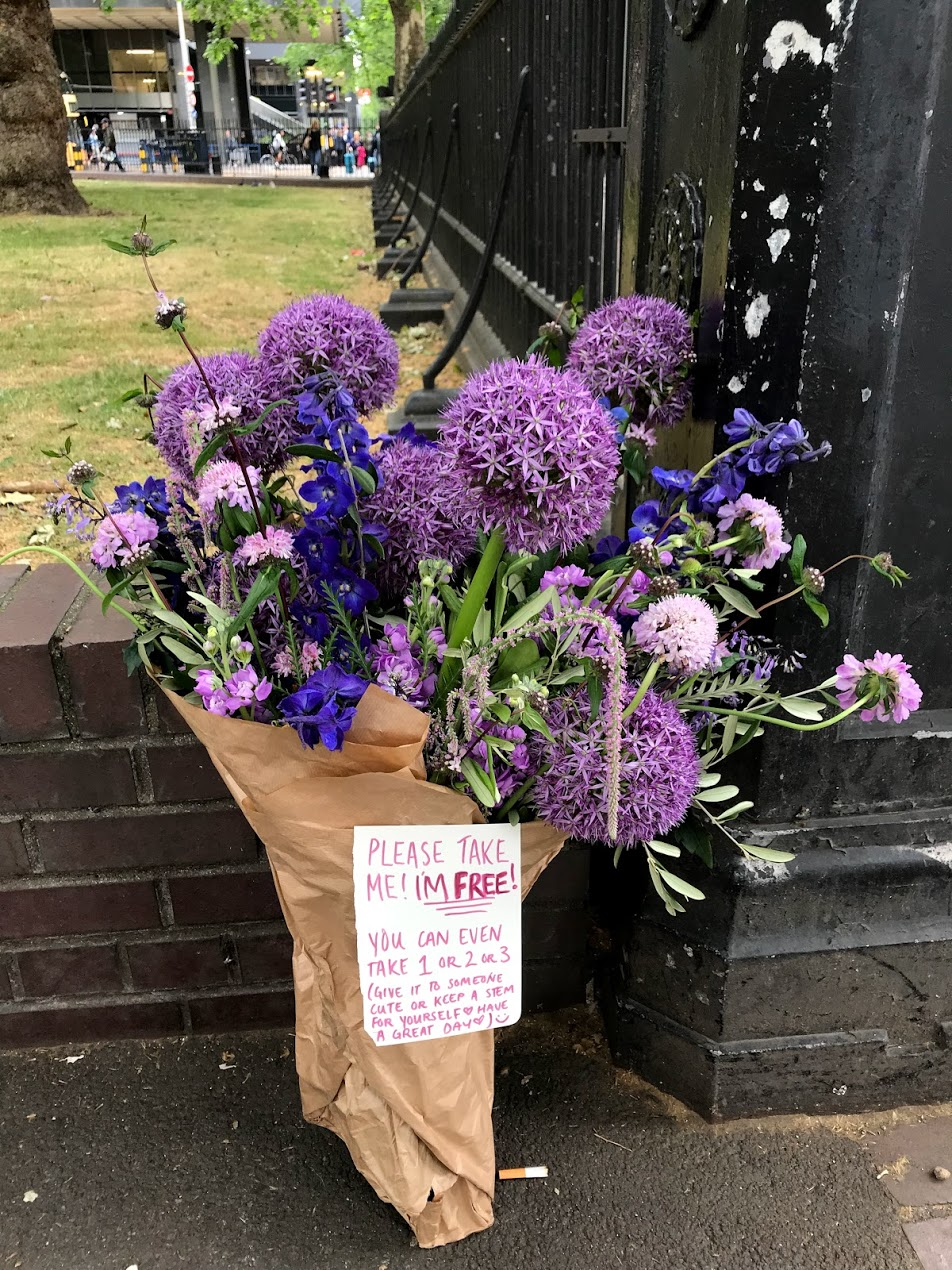 PLEASE TAKE
ME! I'M FREE!
YOU CAN EVEN
TAKE 1 OR 2 OR 3
(GIVE IT TO SOMEONE
CUTE OR KEEP A STEM
FOR YOURSELF ♡ HAVE
A GREAT DAY ♡) ☺